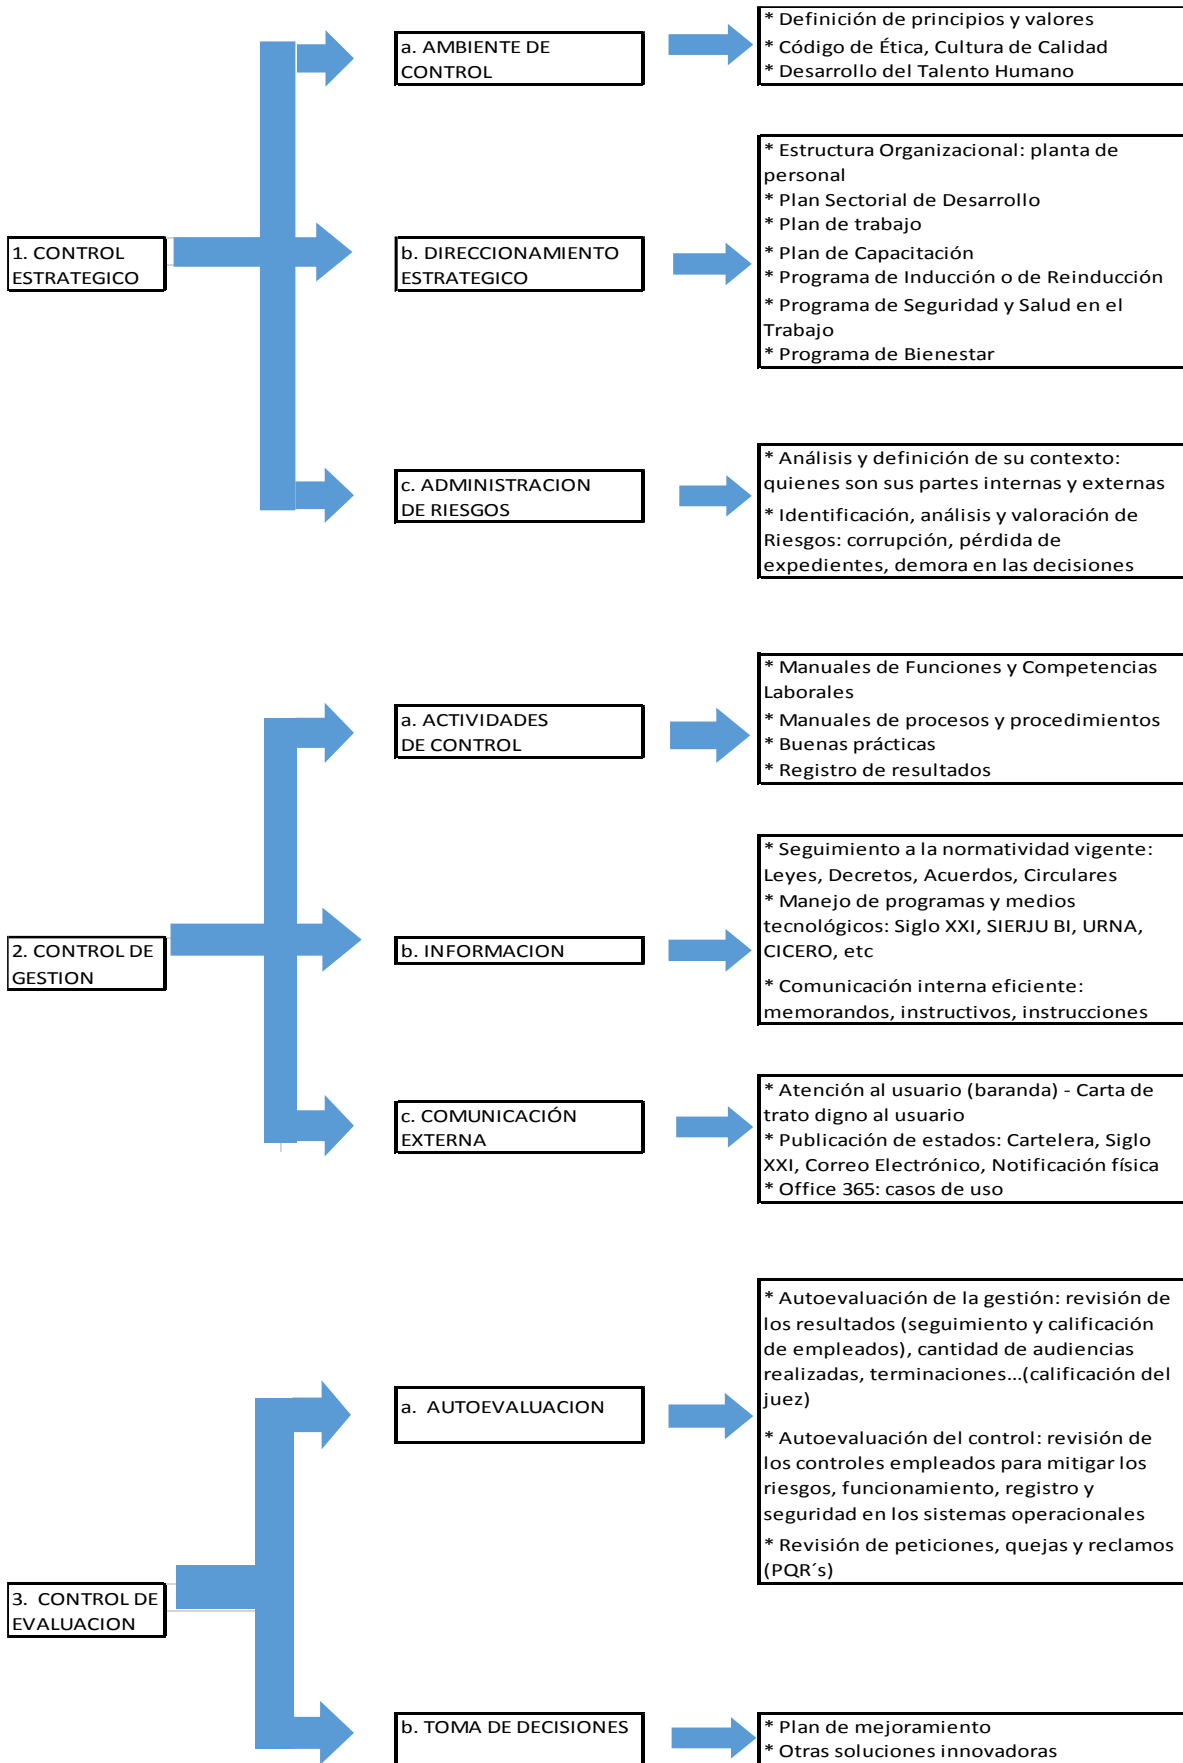 1. CONTROL
ESTRATEGICO
a. AMBIENTE DE
CONTROL
* Definición de principios y valores
* Código de Ética, Cultura de Calidad
* Desarrollo del Talento Humano
b. DIRECCIONAMIENTO
ESTRATEGICO
* Estructura Organizacional: planta de
personal
* Plan Sectorial de Desarrollo
* Plan de trabajo
* Plan de Capacitación
* Programa de Inducción o de Reinducción
* Programa de Seguridad y Salud en el
Trabajo
* Programa de Bienestar
c. ADMINISTRACION
DE RIESGOS
* Análisis y definición de su contexto:
quienes son sus partes internas y externas
* Identificación, análisis y valoración de
Riesgos: corrupción, pérdida de
expedientes, demora en las decisiones
2. CONTROL DE
GESTION
a. ACTIVIDADES
DE CONTROL
* Manuales de Funciones y Competencias
Laborales
* Manuales de procesos y procedimientos
* Buenas prácticas
* Registro de resultados
b. INFORMACION
* Seguimiento a la normatividad vigente:
Leyes, Decretos, Acuerdos, Circulares
* Manejo de programas y medios
tecnológicos: Siglo XXI, SIERJU BI, URNA,
CICERO, etc
* Comunicación interna eficiente:
memorandos, instructivos, instrucciones
c. COMUNICACIÓN
EXTERNA
* Atención al usuario (baranda) - Carta de
trato digno al usuario
* Publicación de estados: Cartelera, Siglo
XXI, Correo Electrónico, Notificación física
* Office 365: casos de uso
3. CONTROL DE
EVALUACION
a. AUTOEVALUACION
* Autoevaluación de la gestión: revisión de
los resultados (seguimiento y calificación
de empleados), cantidad de audiencias
realizadas, terminaciones...(calificación del
juez)
* Autoevaluación del control: revisión de
los controles empleados para mitigar los
riesgos, funcionamiento, registro y
seguridad en los sistemas operacionales
* Revisión de peticiones, quejas y reclamos
(PQR´s)
b. TOMA DE DECISIONES
* Plan de mejoramiento
* Otras soluciones innovadoras